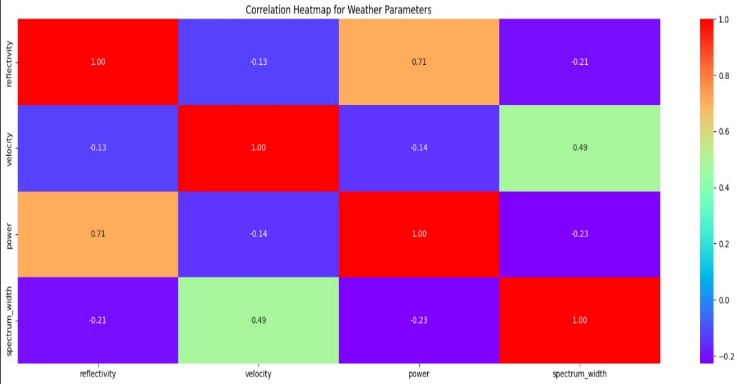 Correlation Heatmap for Weather Parameters
reflectivity 1.00 -0.13 0.71 -0.21
velocity -0.13 1.00 -0.14 0.49
power 0.71 -0.14 1.00 -0.23
spectrum_width -0.21 0.49 -0.23 1.00
reflectivity velocity power spectrum_width
1.0
0.8
0.6
0.4
0.2
0.0
-0.2